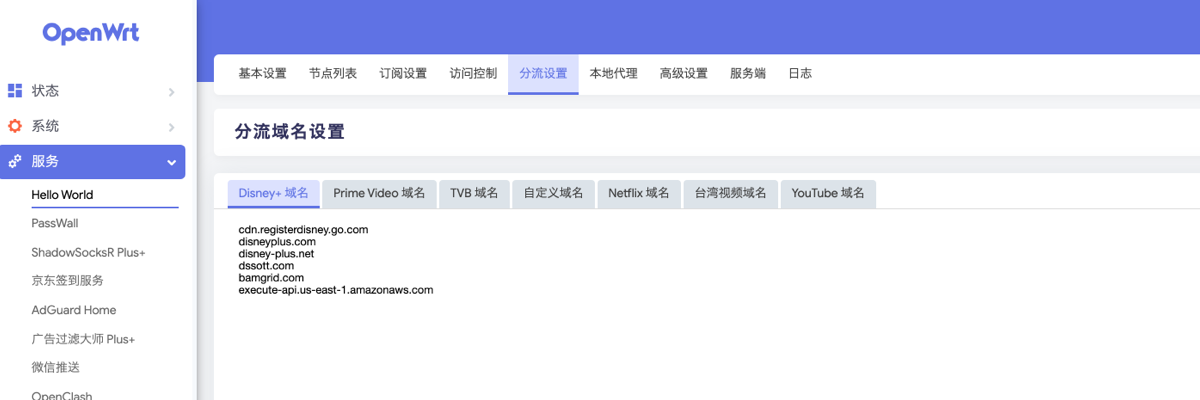 OpenWrt
状态
系统
服务
Hello World
PassWall
ShadowSocksR Plus+
京东签到服务
AdGuard Home
广告过滤大师 Plus+
微信推送
OpenClash
基本设置 节点列表 订阅设置 访问控制 分流设置 本地代理 高级设置 服务端 日志
分流域名设置
Disney+ 域名 Prime Video 域名 TVB 域名 自定义域名 Netflix 域名 台湾视频域名 YouTube 域名
cdn.registerdisney.go.com
disneyplus.com
disney-plus.net
dssott.com
bamgrid.com
execute-api.us-east-1.amazonaws.com